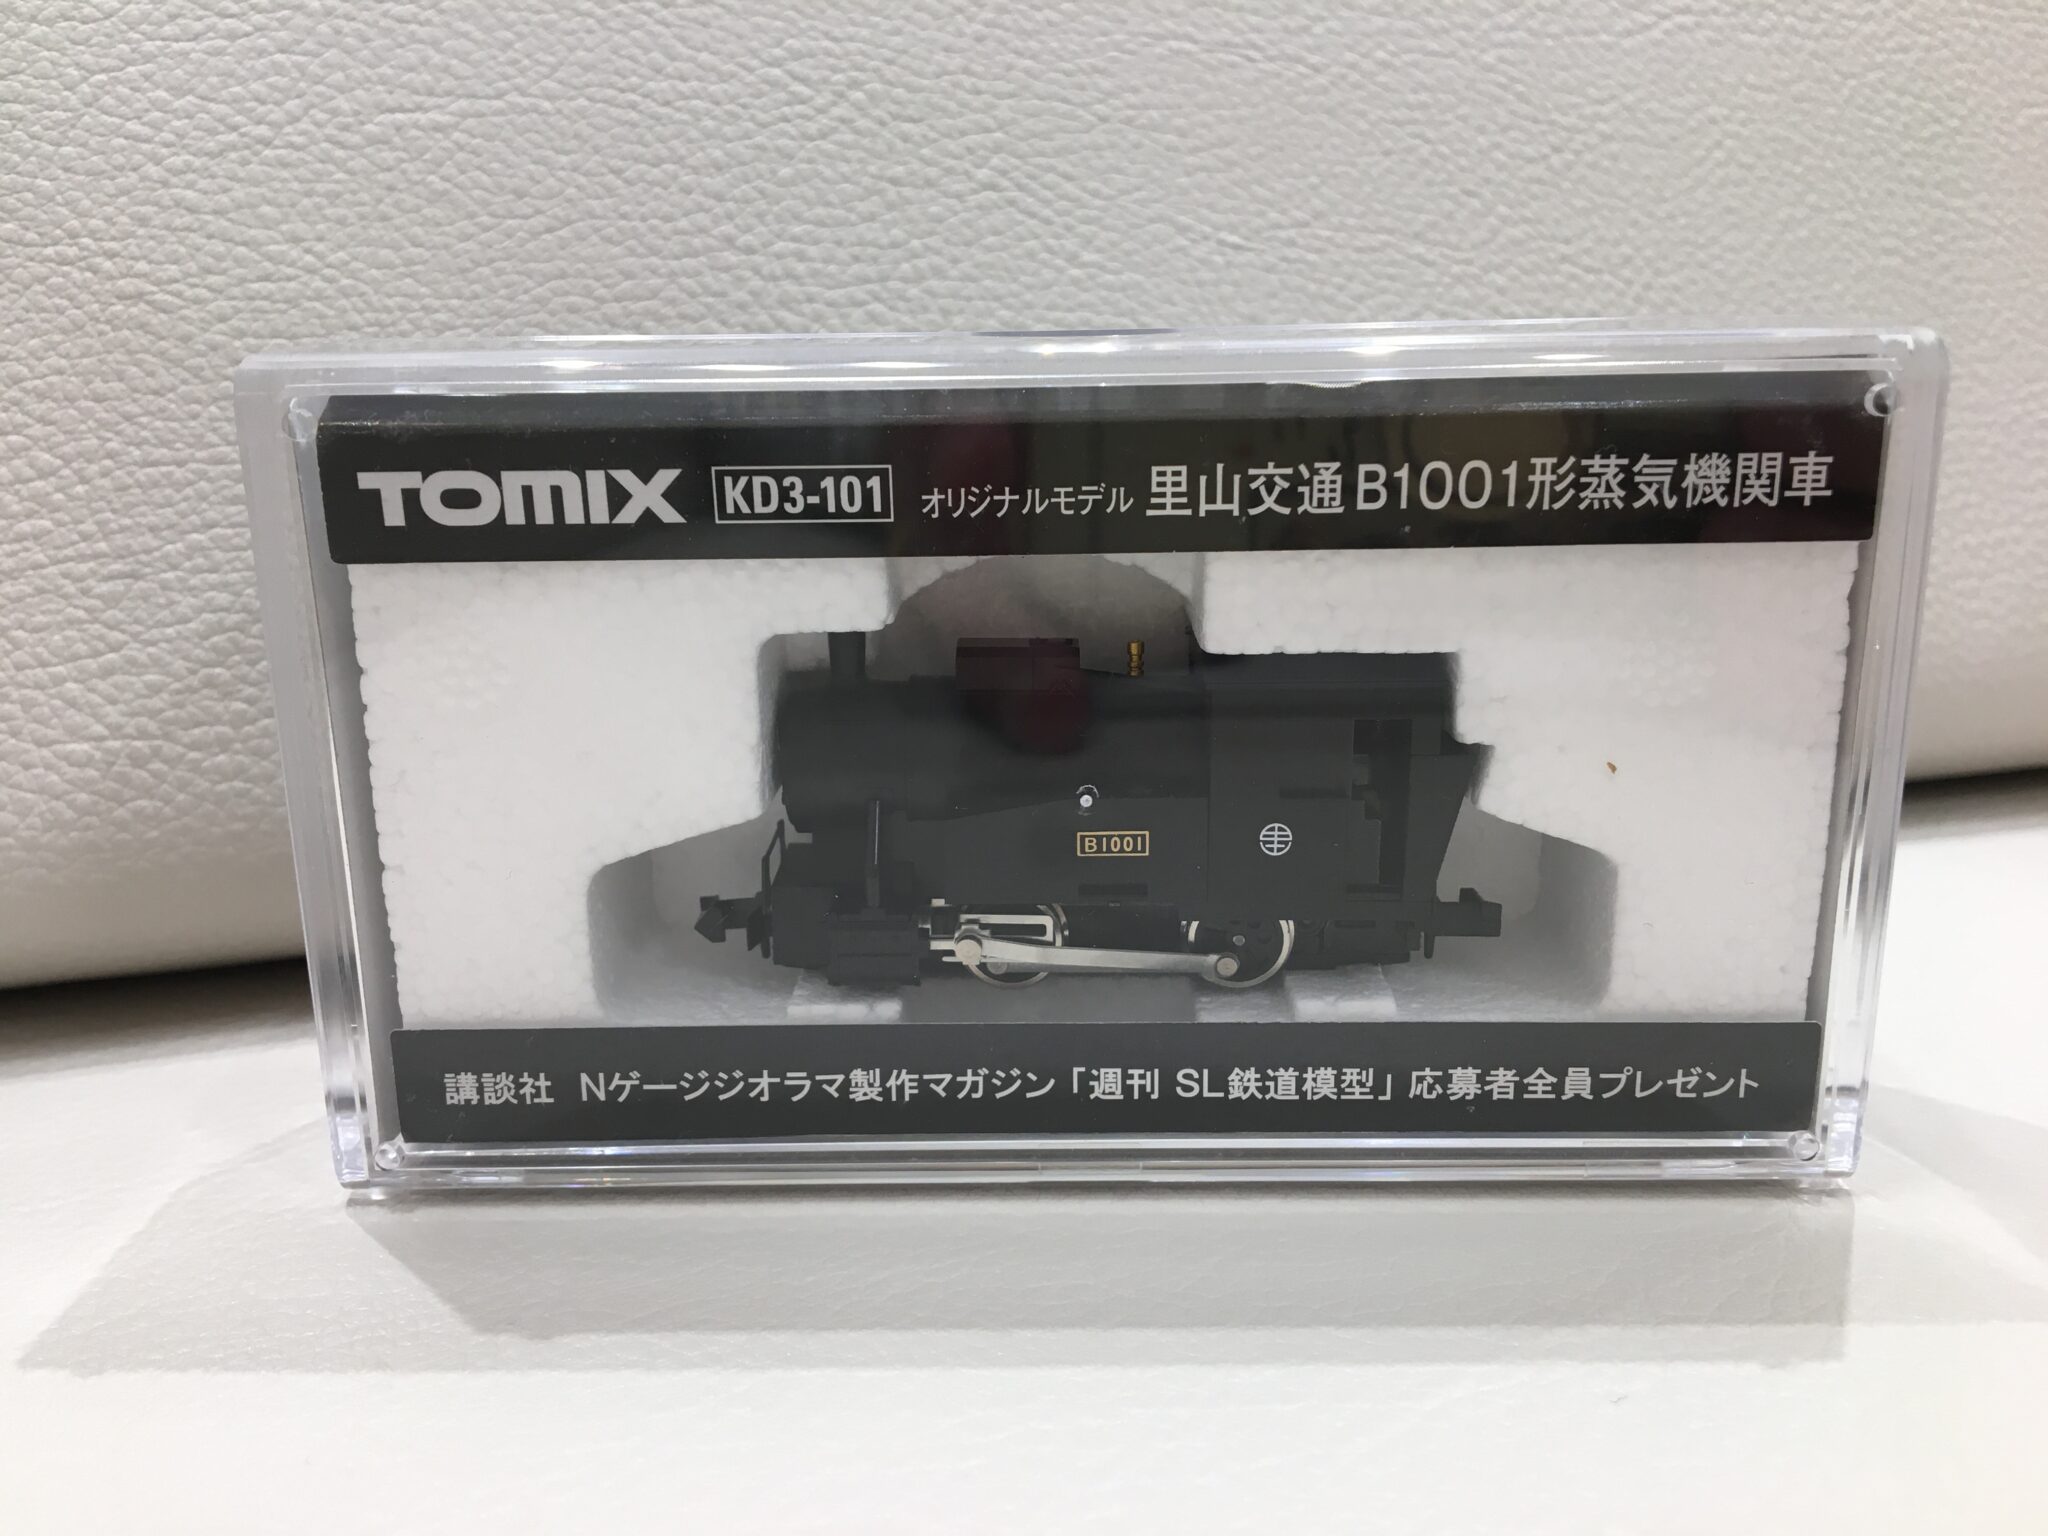 TOMIX KD3-101 オリジナルモデル 里山交通B1001形蒸気機関車
B1001
講談社 Nゲージジオラマ製作マガジン「週刊 SL鉄道模型」応募者全員プレゼント